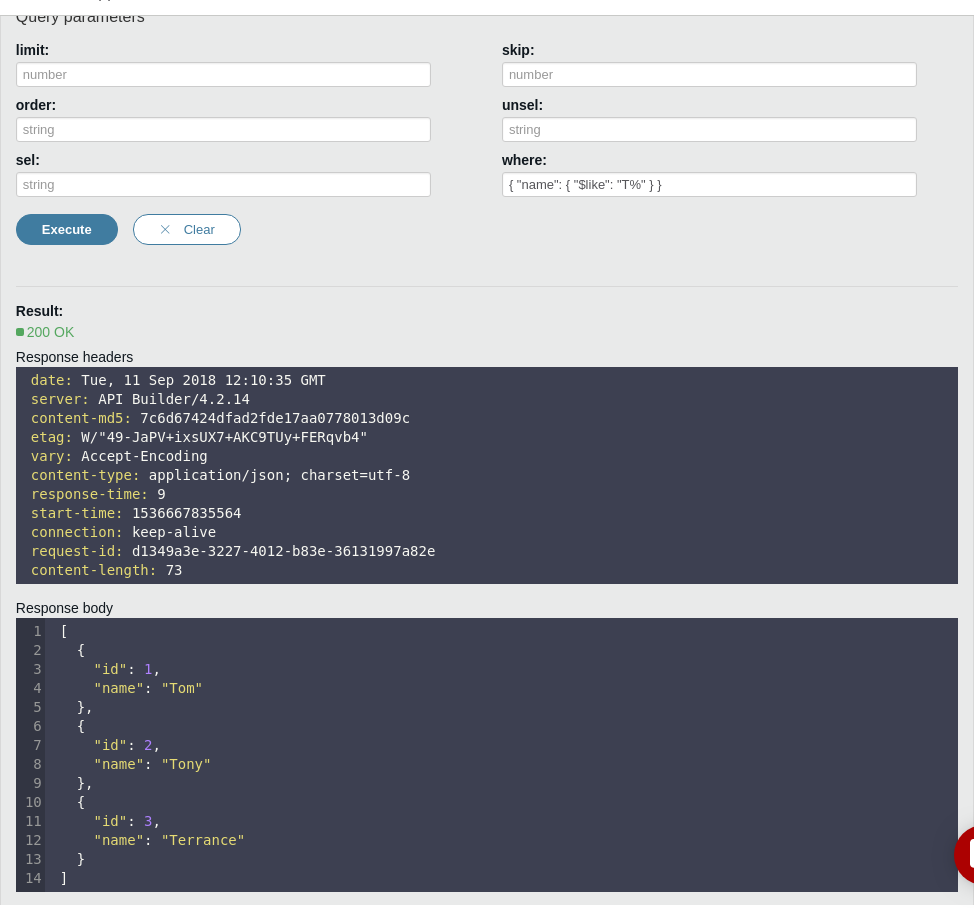 Query parameters
limit:
skip:
number
number
order:
unsel:
string
string
sel:
where:
string
{ "name": { "$like": "T%" } }
Execute
Clear
Result:
200 OK
Response headers
date: Tue, 11 Sep 2018 12:10:35 GMT
server: API Builder/4.2.14
content-md5: 7c6d67424dfad2fde17aa0778013d09c
etag: W/"49-JaPV+ixsUX7+AKC9TUy+FERqvb4"
vary: Accept-Encoding
content-type: application/json; charset=utf-8
response-time: 9
start-time: 1536667835564
connection: keep-alive
request-id: d1349a3e-3227-4012-b83e-36131997a82e
content-length: 73
Response body
1 [
2 {
3 "id": 1,
4 "name": "Tom"
5 },
6 {
7 "id": 2,
8 "name": "Tony"
9 },
10 {
11 "id": 3,
12 "name": "Terrance"
13 }
14 ]